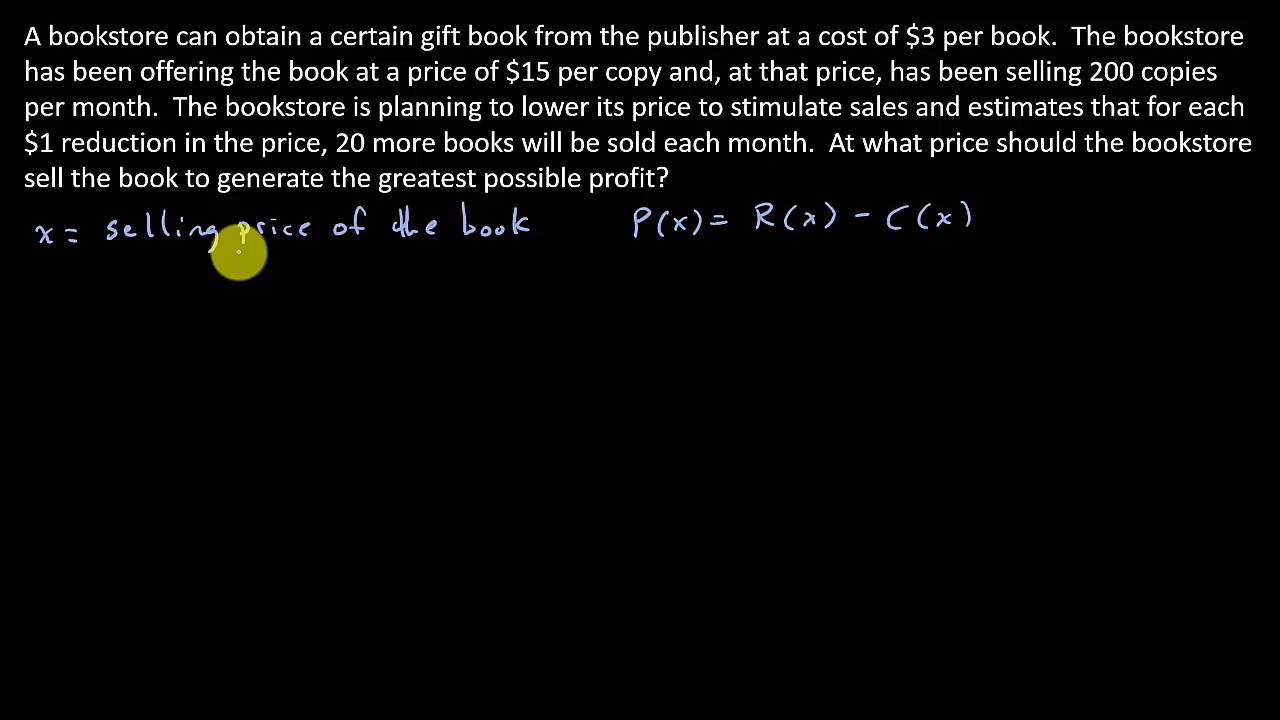 A bookstore can obtain a certain gift book from the publisher at a cost of $3 per book.  The bookstore
has been offering the book at a price of $15 per copy and, at that price, has been selling 200 copies
per month.  The bookstore is planning to lower its price to stimulate sales and estimates that for each
$1 reduction in the price, 20 more books will be sold each month.  At what price should the bookstore
sell the book to generate the greatest possible profit?
x = selling price of the book P(x) = R(x) - C(x)